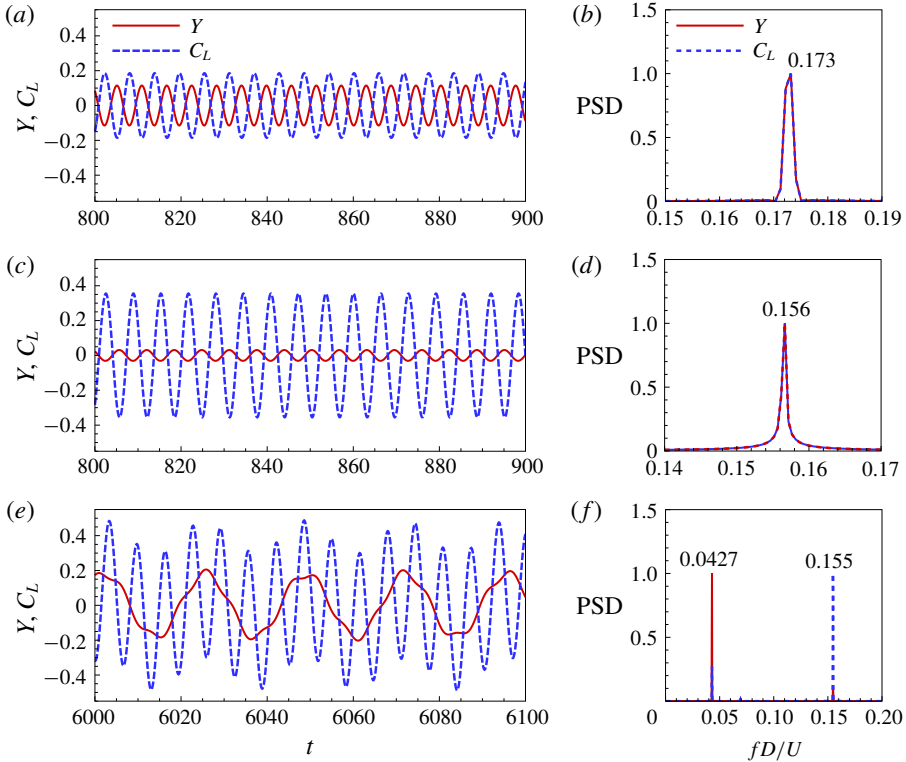 (a)
0.4
0.2
0
−0.2
−0.4
Y, C_L
Y
C_L
800 820 840 860 880 900
(b)
1.5
1.0
0.5
0
PSD
Y
C_L
0.173
0.15 0.16 0.17 0.18 0.19
(c)
0.4
0.2
0
−0.2
−0.4
Y, C_L
800 820 840 860 880 900
(d)
1.5
1.0
0.5
0
PSD
0.156
0.14 0.15 0.16 0.17
(e)
0.4
0.2
0
−0.2
−0.4
Y, C_L
6000 6020 6040 6060 6080 6100
t
(f)
1.5
1.0
0.5
PSD
0.0427
0.155
0 0.05 0.10 0.15 0.20
fD/U